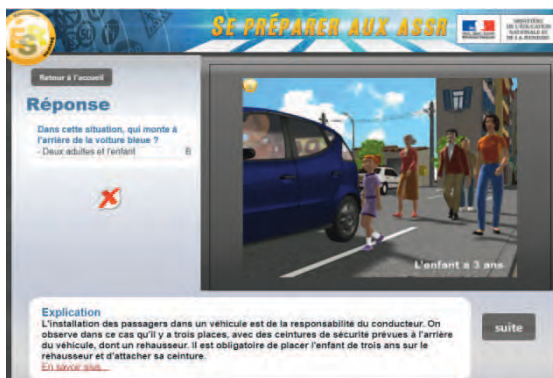 SE PRÉPARER AUX ASSR
MINISTÈRE
DE L'ÉDUCATION
NATIONALE ET
DE LA JEUNESSE
Retour à l'accueil
Réponse
Dans cette situation, qui monte à
l'arrière de la voiture bleue ?
- Deux adultes et l'enfant B
L'enfant a 3 ans
Explication
L'installation des passagers dans un véhicule est de la responsabilité du conducteur. On
observe dans ce cas qu'il y a trois places, avec des ceintures de sécurité prévues à l'arrière
du véhicule, dont un rehausseur. Il est obligatoire de placer l'enfant de trois ans sur le
rehausseur et d'attacher sa ceinture.
En savoir plus...
suite